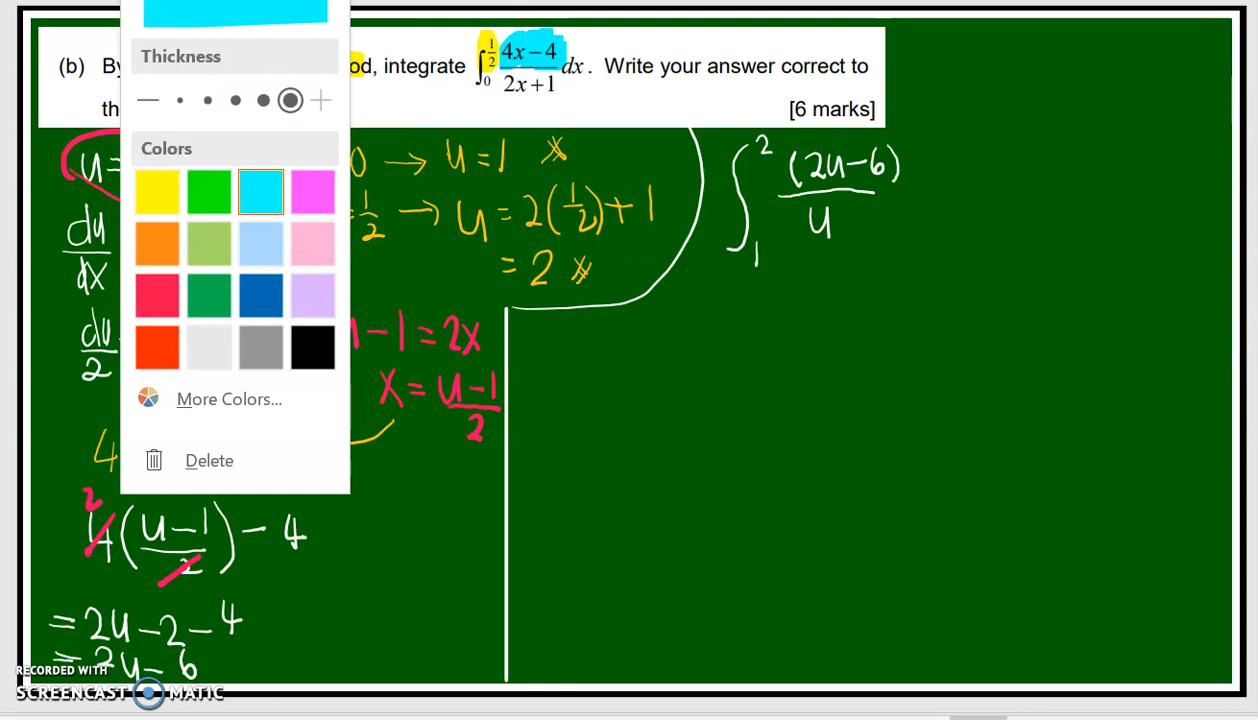 Thickness
Colors
More Colors...
Delete
(b) By
od, integrate ∫₀^(1/2) (4x − 4)/(2x + 1) dx. Write your answer correct to
th
[6 marks]
u =
0 → u = 1
du/dx
= 1/2 → u = 2(1/2) + 1
= 2
du/2
− 1 = 2x
x = (u − 1)/2
4
2
4((u − 1)/2) − 4
= 2u − 2 − 4
= 2u − 6
∫₁² (2u − 6)/u
RECORDED WITH
SCREENCAST MATIC